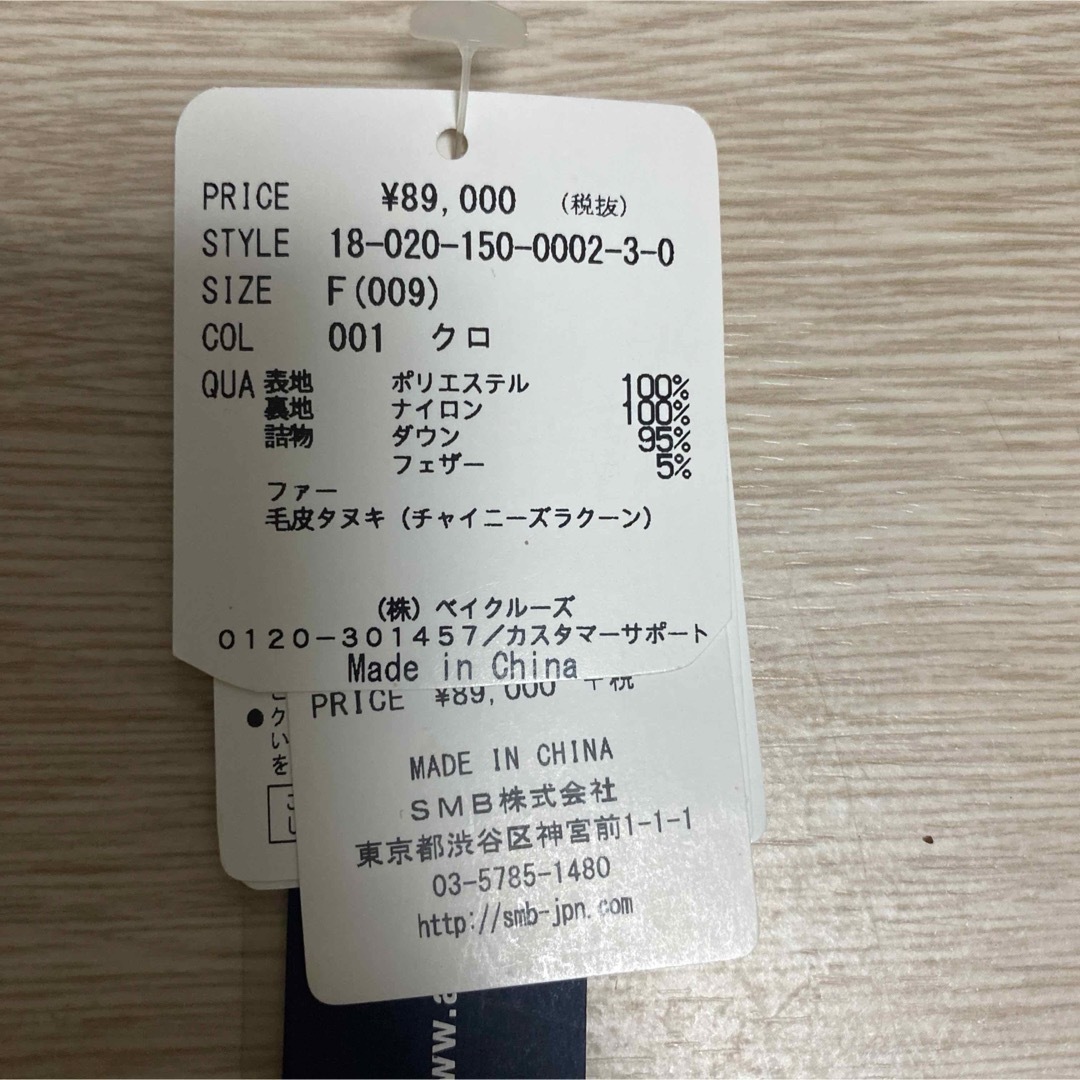 PRICE ¥89,000 (税抜)
STYLE 18-020-150-0002-3-0
SIZE F(009)
COL 001 クロ
QUA 表地 ポリエステル 100%
裏地 ナイロン 100%
詰物 ダウン 95%
フェザー 5%
ファー
毛皮タヌキ(チャイニーズラクーン)
(株)ベイクルーズ
0120-301457/カスタマーサポート
Made in China
PRICE ¥89,000 +税
MADE IN CHINA
SMB株式会社
東京都渋谷区神宮前1-1-1
03-5785-1480
http://smb-jpn.com
●ク
い
を